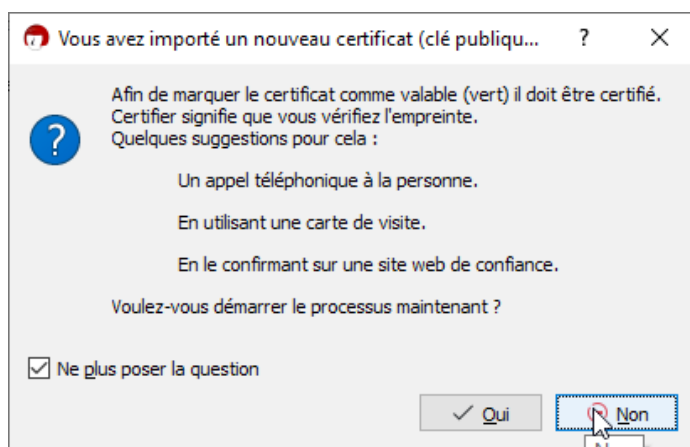 Vous avez importé un nouveau certificat (clé publiqu...
?
Afin de marquer le certificat comme valable (vert) il doit être certifié.
Certifier signifie que vous vérifiez l'empreinte.
?
Quelques suggestions pour cela :
Un appel téléphonique à la personne.
En utilisant une carte de visite.
En le confirmant sur une site web de confiance.
Voulez-vous démarrer le processus maintenant ?
Ne plus poser la question
Oui
Non